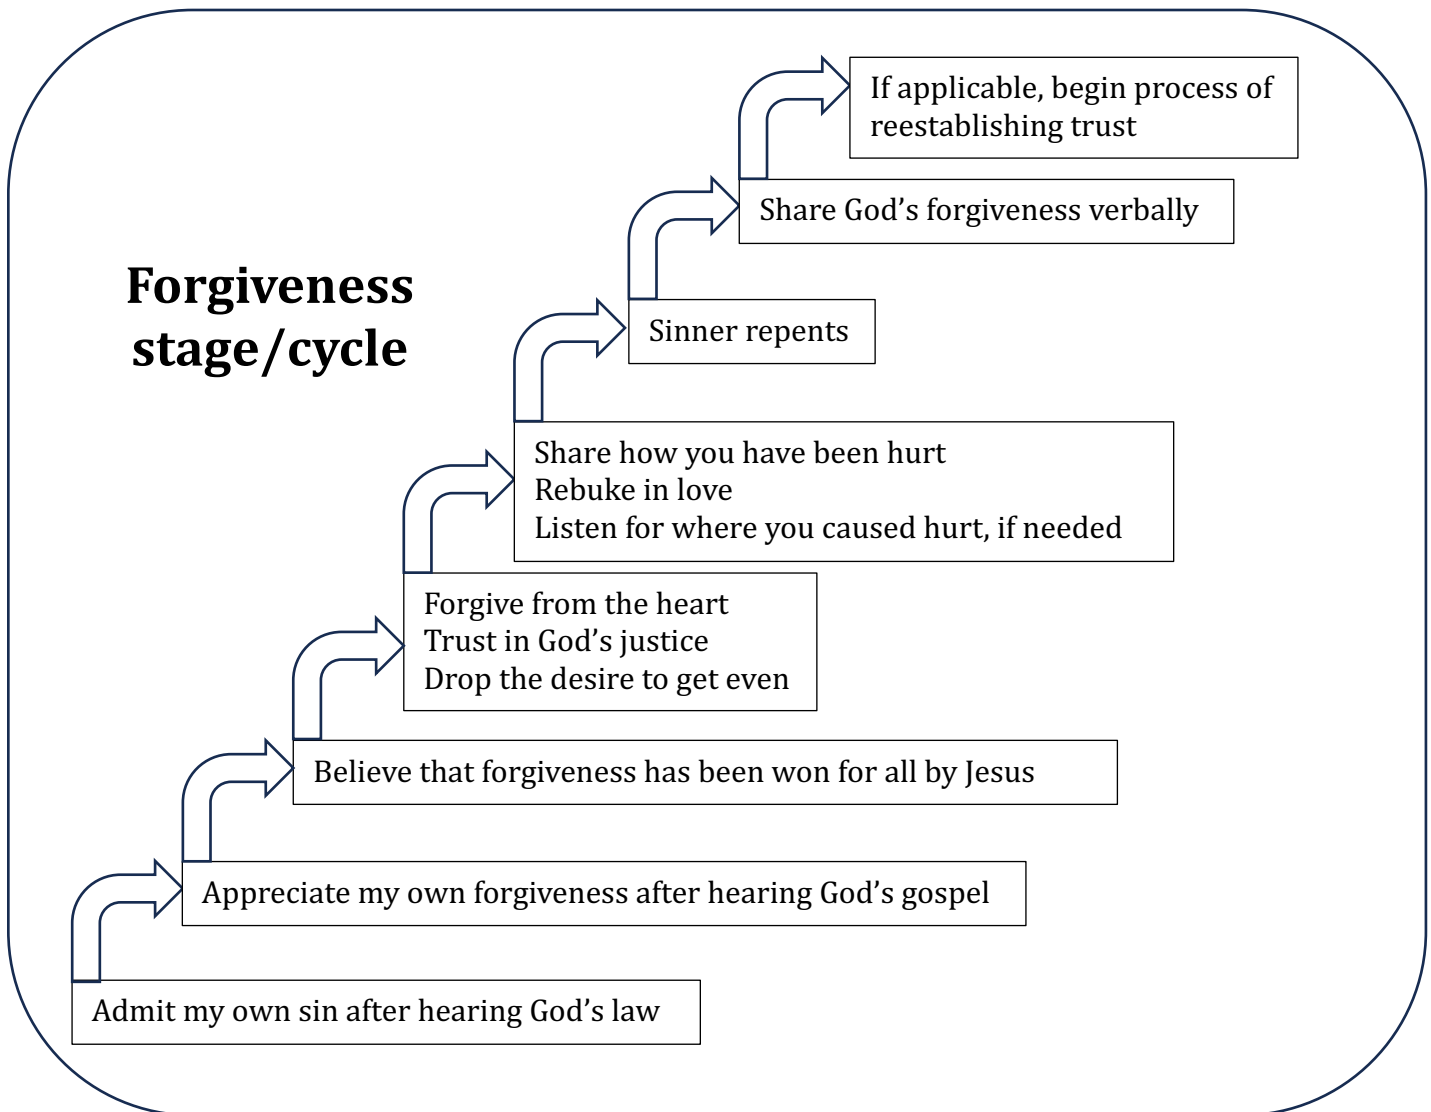 If applicable, begin process of
reestablishing trust
Share God’s forgiveness verbally
Forgiveness
stage/cycle
Sinner repents
Share how you have been hurt
Rebuke in love
Listen for where you caused hurt, if needed
Forgive from the heart
Trust in God’s justice
Drop the desire to get even
Believe that forgiveness has been won for all by Jesus
Appreciate my own forgiveness after hearing God’s gospel
Admit my own sin after hearing God’s law